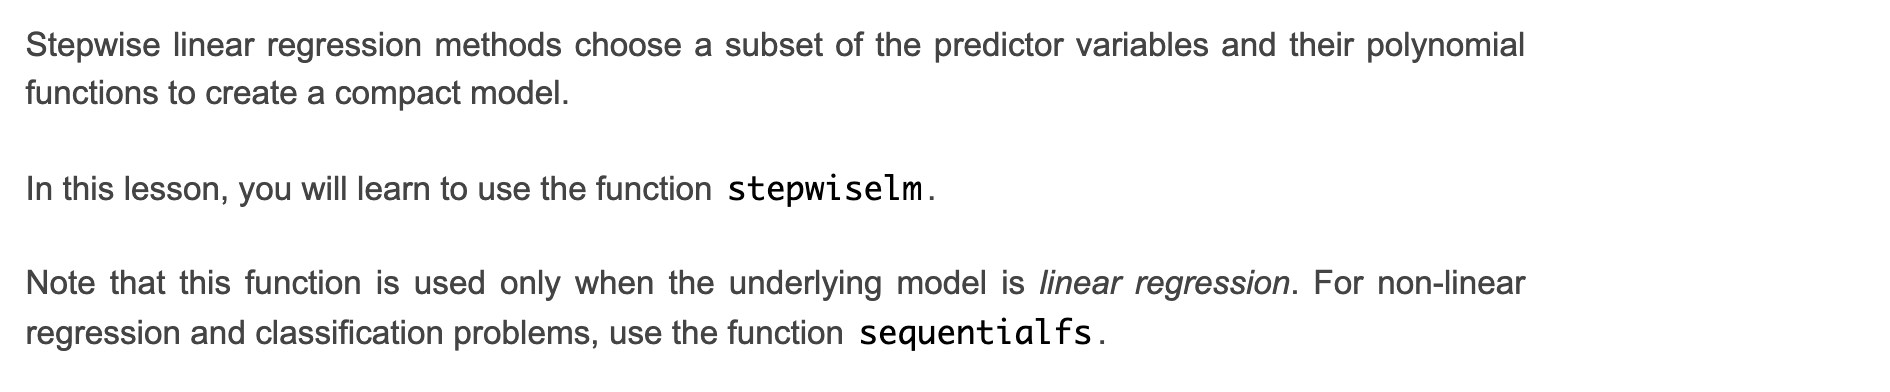 Stepwise linear regression methods choose a subset of the predictor variables and their polynomial
functions to create a compact model.
In this lesson, you will learn to use the function stepwiselm.
Note that this function is used only when the underlying model is linear regression. For non-linear
regression and classification problems, use the function sequentialfs.